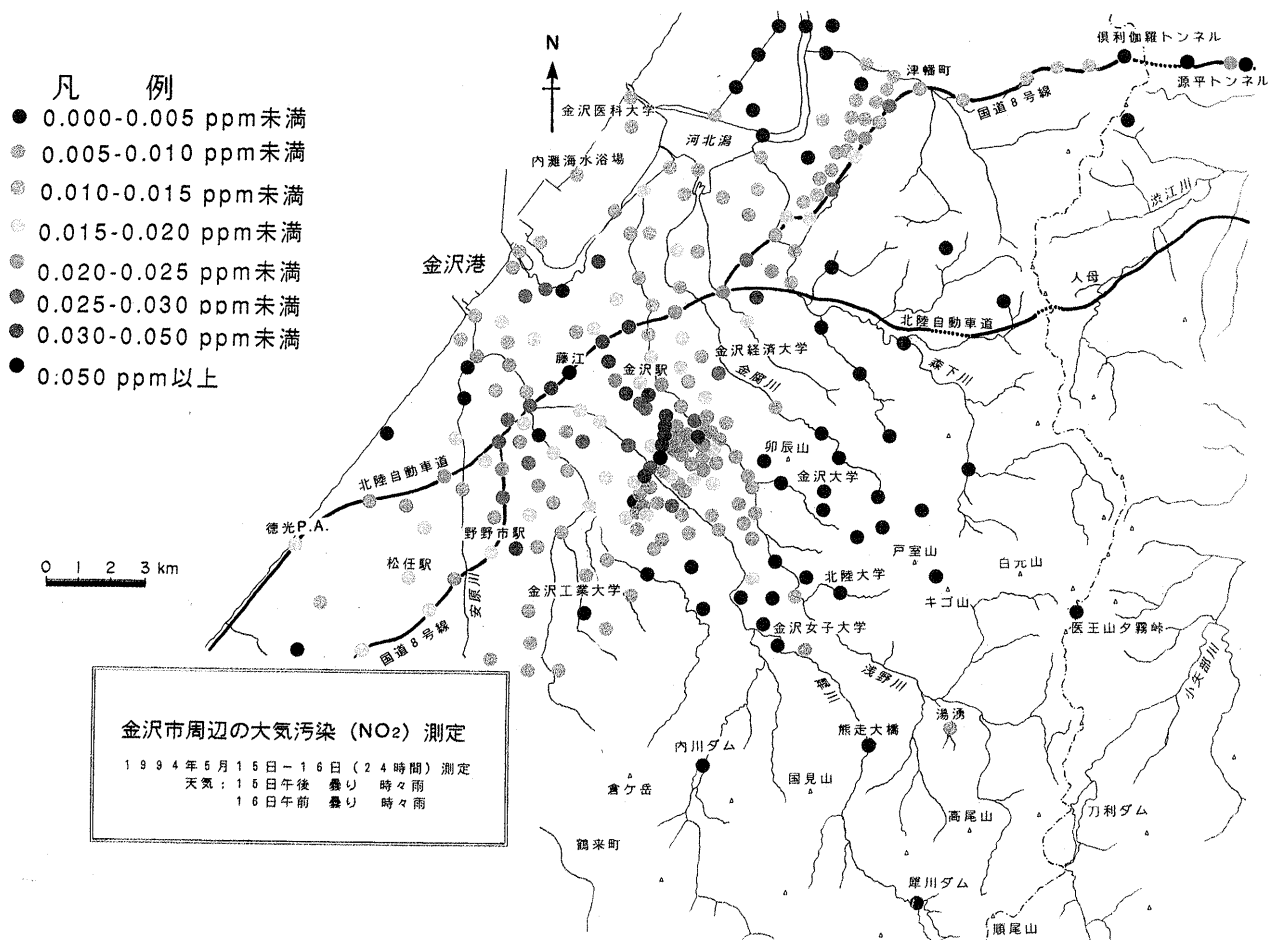 凡 例
0.000-0.005 ppm未満
0.005-0.010 ppm未満
0.010-0.015 ppm未満
0.015-0.020 ppm未満
0.020-0.025 ppm未満
0.025-0.030 ppm未満
0.030-0.050 ppm未満
0:050 ppm以上
N
倶利伽羅トンネル
源平トンネル
津幡町
国道8号線
金沢医科大学
河北潟
内灘海水浴場
渋江川
金沢港
人母
北陸自動車道
藤江
金沢駅
金沢経済大学
金腐川
森下川
卯辰山
金沢大学
北陸自動車道
徳光P.A.
野野市駅
戸室山
白元山
0 1 2 3 km
松任駅
安原川
金沢工業大学
北陸大学
キゴ山
医王山夕霧峠
金沢女子大学
国道8号線
小矢部川
浅野川
犀川
湯湧
熊走大橋
金沢市周辺の大気汚染 (NO2) 測定
1994年5月15日-16日 (24時間) 測定
天気：15日午後 曇り 時々雨
16日午前 曇り 時々雨
内川ダム
倉ケ岳
国見山
高尾山
刀利ダム
鶴来町
犀川ダム
順尾山